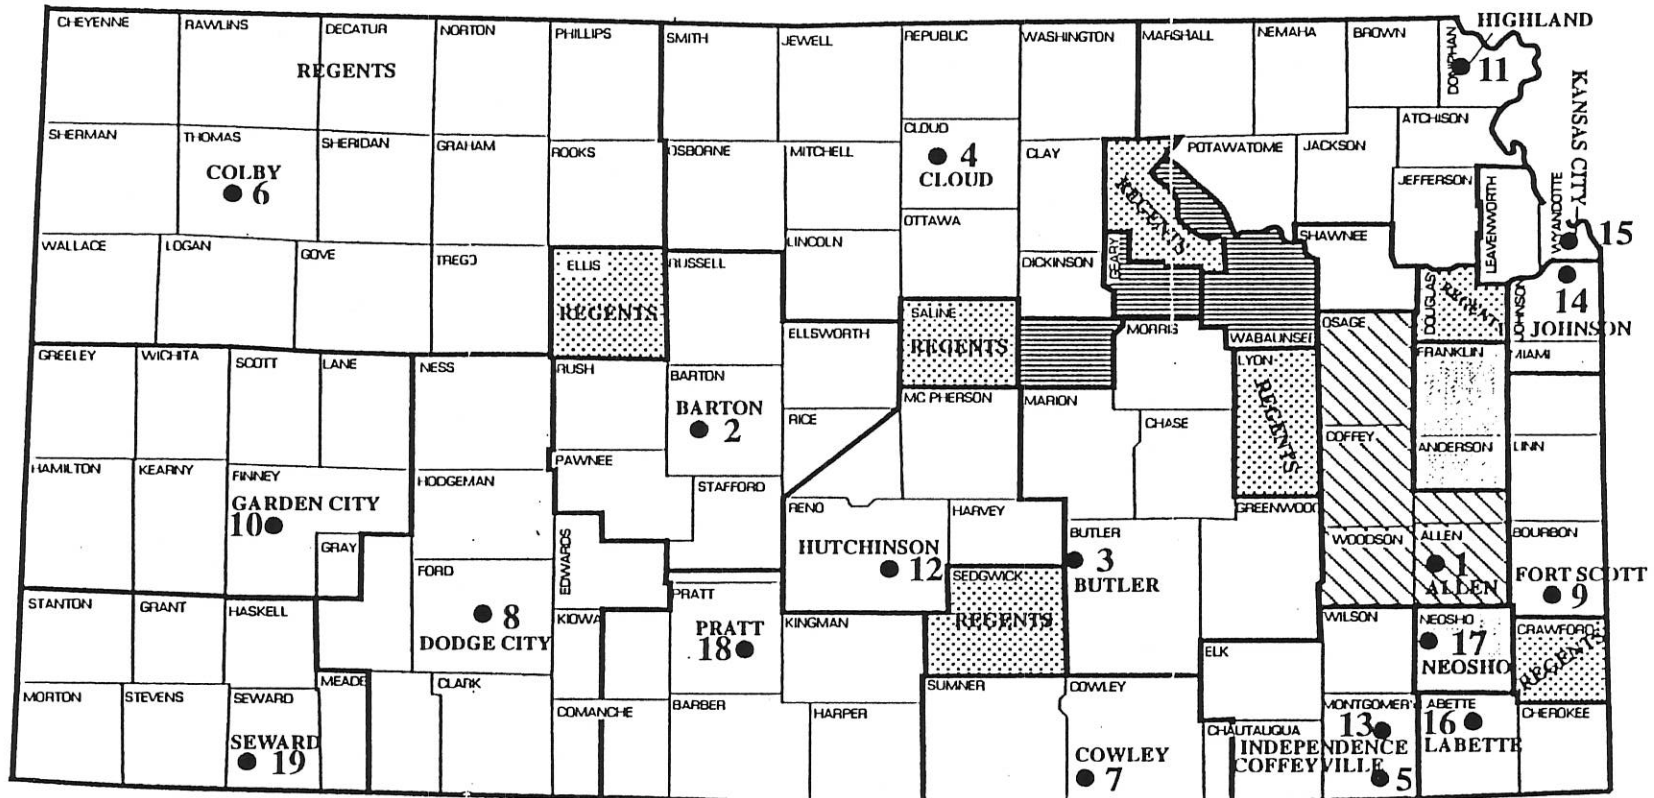 HIGHLAND
CHEYENNE RAWLINS DECATUR NORTON PHILLIPS SMITH JEWELL REPUBLIC WASHINGTON MARSHALL NEMAHA BROWN DONIPHAN 11
REGENTS
KANSAS CITY
SHERMAN THOMAS SHERIDAN GRAHAM ROOKS OSBORNE MITCHELL CLOUD CLAY POTAWATOME JACKSON ATCHISON
COLBY
6
4
CLOUD
REGENTS
JEFFERSON LEAVENWORTH WYANDOTTE
WALLACE LOGAN GOVE TREGO ELLIS RUSSELL LINCOLN OTTAWA DICKINSON GEARY SHAWNEE
15
REGENTS
SALINE
REGENTS
DOUGLAS
REGENTS
JOHNSON
14
JOHNSON
GREELEY WICHITA SCOTT LANE NESS RUSH BARTON ELLSWORTH MORRIS WABAUNSEE OSAGE FRANKLIN MIAMI
BARTON
2
RICE MC PHERSON MARION CHASE LYON
REGENTS
COFFEY ANDERSON LINN
HAMILTON KEARNY FINNEY HODGEMAN PAWNEE STAFFORD
GARDEN CITY
10
GRAY
EDWARDS
RENO HARVEY BUTLER GREENWOOD WOODSON ALLEN BOURBON
HUTCHINSON
12
3
BUTLER
1
ALLEN
FORT SCOTT
9
STANTON GRANT HASKELL FORD KIOWA PRATT KINGMAN SEDGWICK WILSON NEOSHO CRAWFORD
8
DODGE CITY
PRATT
18
REGENTS
17
NEOSHO
REGENTS
MORTON STEVENS SEWARD MEADE CLARK COMANCHE BARBER HARPER SUMNER COWLEY ELK CHAUTAUQUA MONTGOMERY LABETTE CHEROKEE
SEWARD
19
COWLEY
7
13
INDEPENDENCE
COFFEYVILLE
5
16
LABETTE